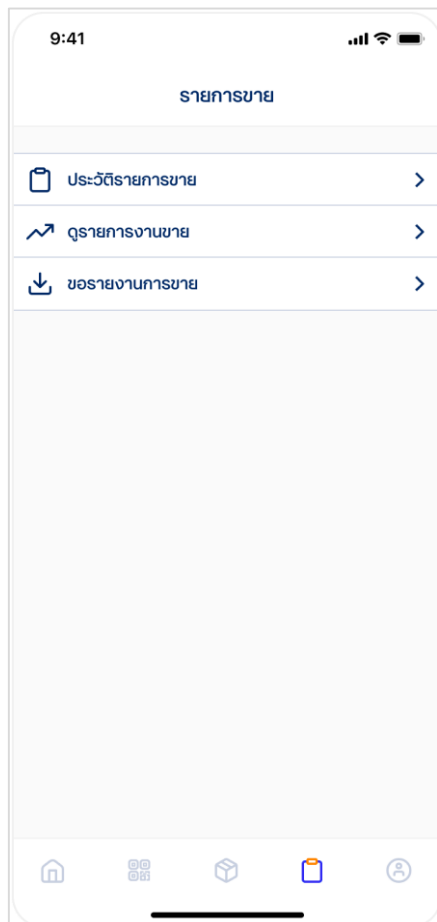 9:41
รายการขาย
ประวัติรายการขาย
ดูรายการงานขาย
ขอรายงานการขาย